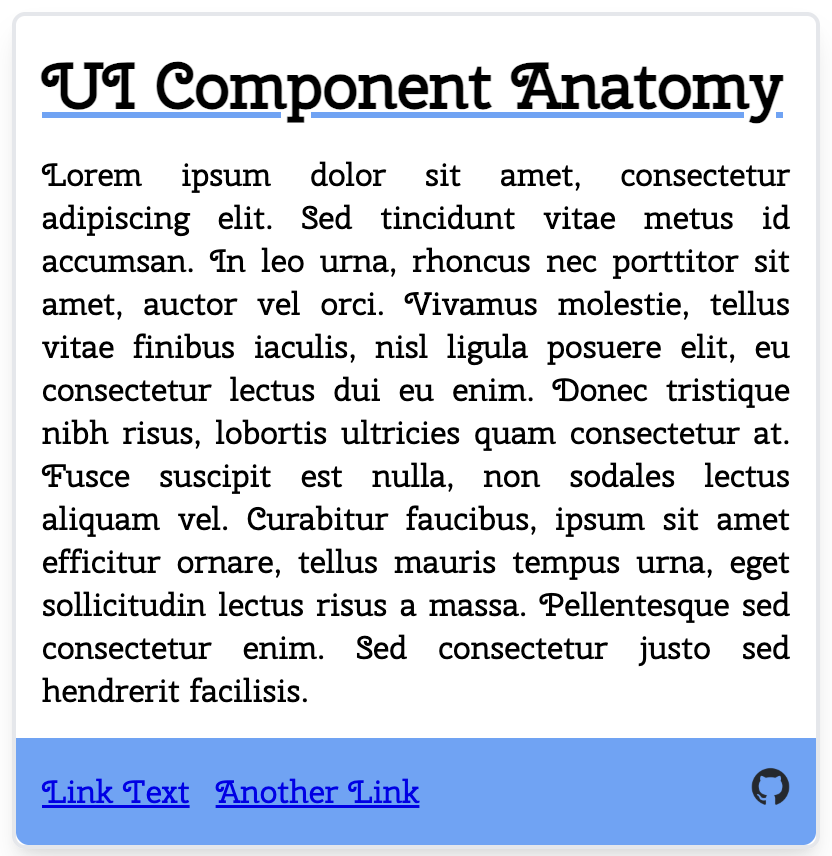 UI Component Anatomy
Lorem ipsum dolor sit amet, consectetur
adipiscing elit. Sed tincidunt vitae metus id
accumsan. In leo urna, rhoncus nec porttitor sit
amet, auctor vel orci. Vivamus molestie, tellus
vitae finibus iaculis, nisl ligula posuere elit, eu
consectetur lectus dui eu enim. Donec tristique
nibh risus, lobortis ultricies quam consectetur at.
Fusce suscipit est nulla, non sodales lectus
aliquam vel. Curabitur faucibus, ipsum sit amet
efficitur ornare, tellus mauris tempus urna, eget
sollicitudin lectus risus a massa. Pellentesque sed
consectetur enim. Sed consectetur justo sed
hendrerit facilisis.
Link Text Another Link